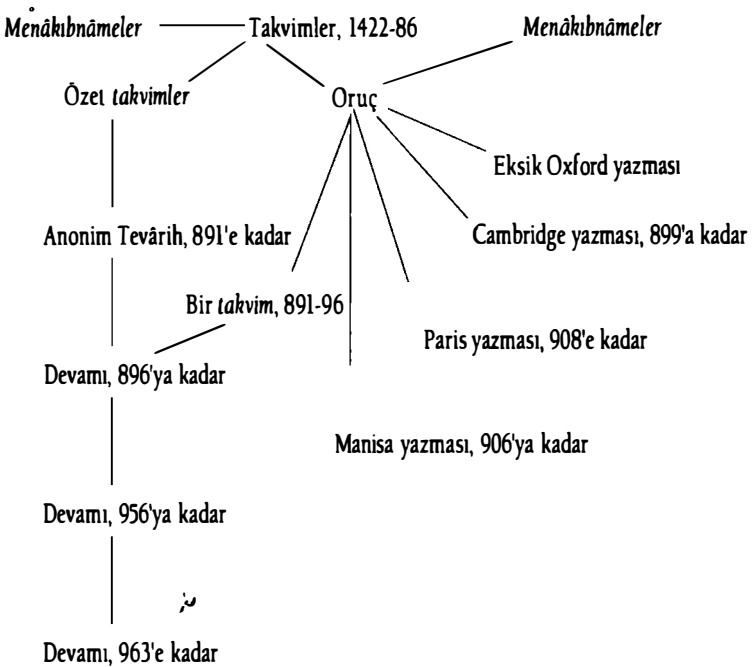 Menâkıbnâmeler
Takvimler, 1422-86
Menâkıbnâmeler
Özet takvimler
Oruç
Eksik Oxford yazması
Anonim Tevârih, 891'e kadar
Cambridge yazması, 899'a kadar
Bir takvim, 891-96
Paris yazması, 908'e kadar
Devamı, 896'ya kadar
Manisa yazması, 906'ya kadar
Devamı, 956'ya kadar
Devamı, 963'e kadar